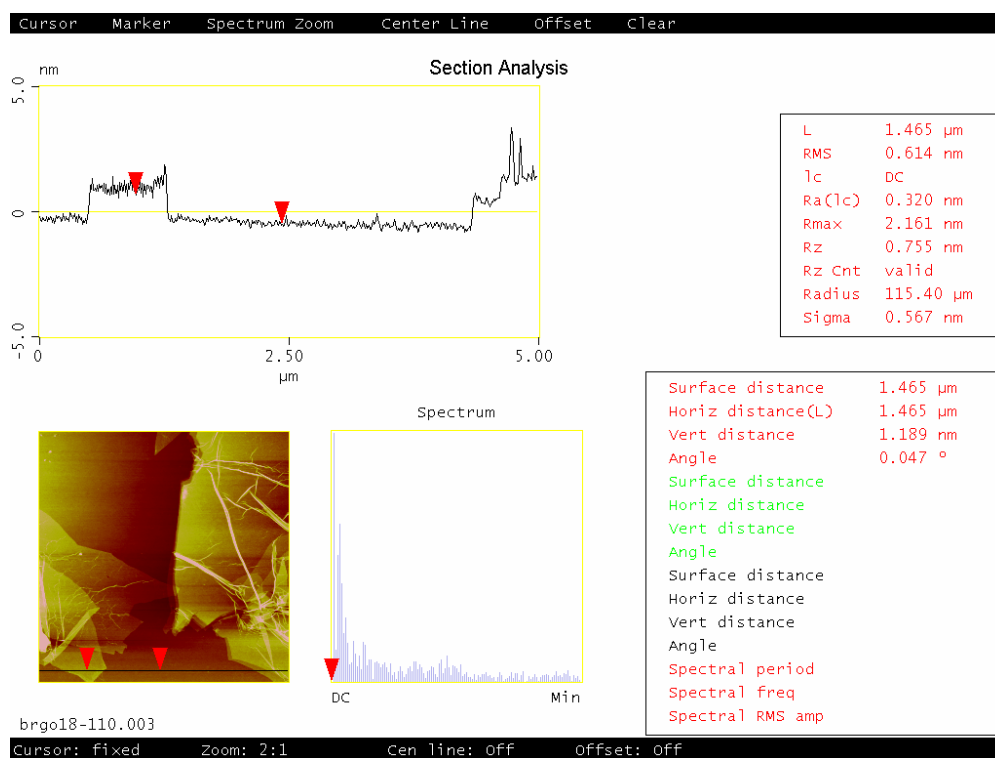 Cursor Marker Spectrum Zoom Center Line Offset Clear
nm
Section Analysis
5.0
0
-5.0
0 2.50 5.00
µm
L 1.465 µm
RMS 0.614 nm
lc DC
Ra(lc) 0.320 nm
Rmax 2.161 nm
Rz 0.755 nm
Rz Cnt valid
Radius 115.40 µm
Sigma 0.567 nm
Surface distance 1.465 µm
Horiz distance(L) 1.465 µm
Vert distance 1.189 nm
Angle 0.047 °
Surface distance
Horiz distance
Vert distance
Angle
Surface distance
Horiz distance
Vert distance
Angle
Spectral period
Spectral freq
Spectral RMS amp
Spectrum
DC Min
brgo18-110.003
Cursor: fixed Zoom: 2:1 Cen line: Off Offset: Off